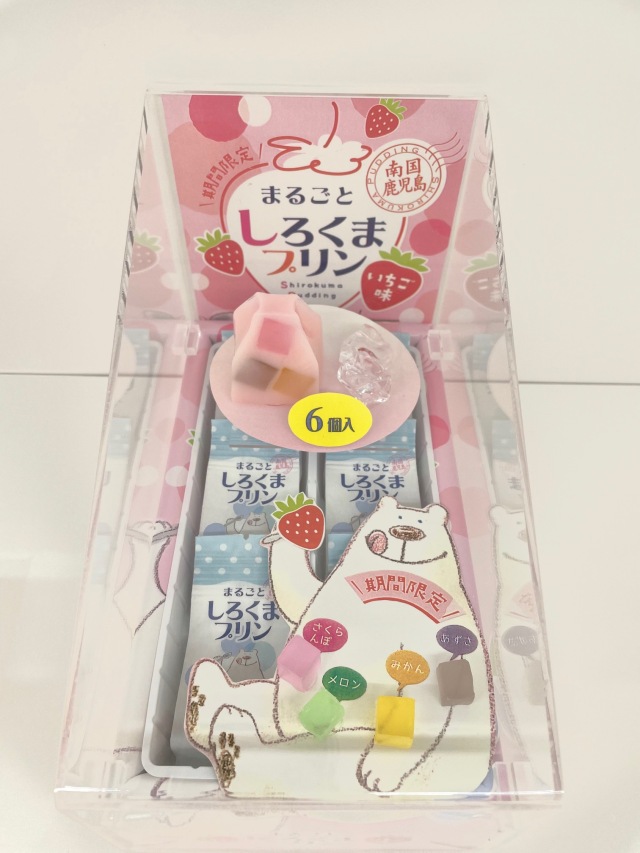 期間限定
まるごと
しろくま
プリン
Shirokuma
Pudding
PUDDING
南国
鹿児島
SHIROKUMA
いちご
味
6個入
まるごと
しろくま
プリン
まるごと
しろくま
プリン
まるごと
しろくま
プリン
期間限定
さくら
んぼ
メロン
みかん
あずき